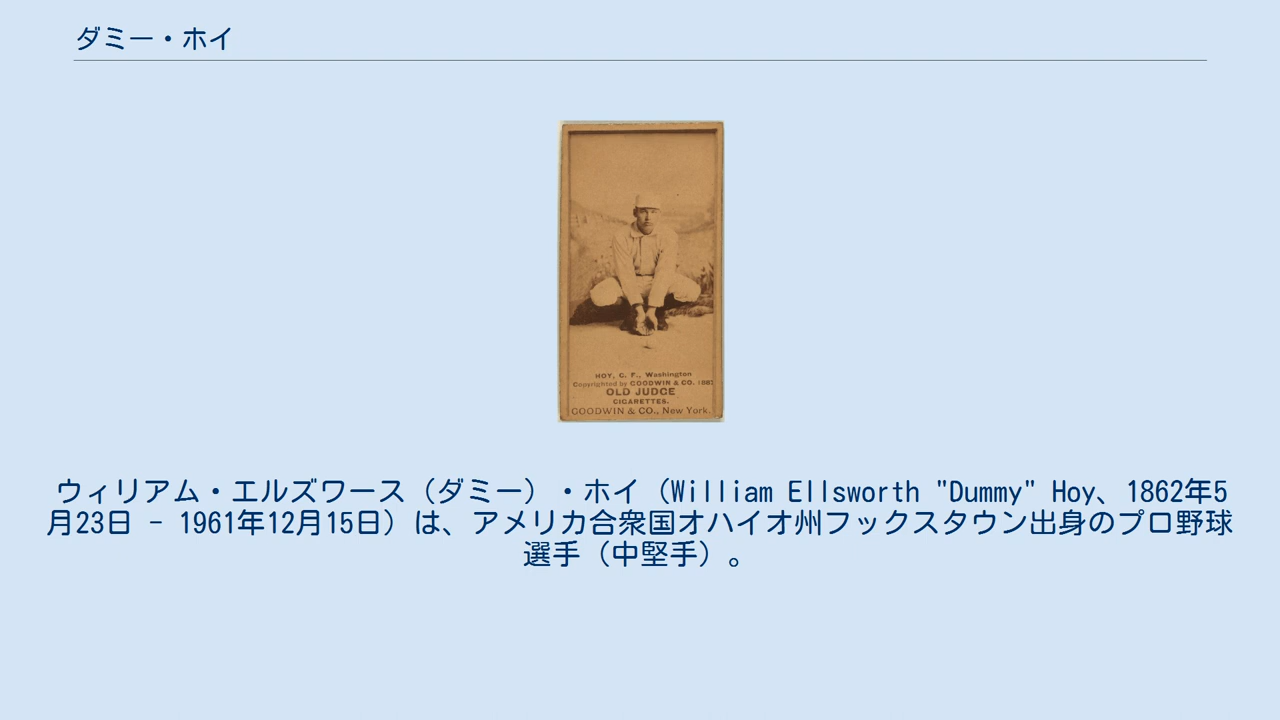 ダミー・ホイ
HOY, C. F., Washington
Copyrighted by GOODWIN & CO. 1887
OLD JUDGE
CIGARETTES.
GOODWIN & CO., New York.
ウィリアム・エルズワース（ダミー）・ホイ（William Ellsworth "Dummy" Hoy、1862年5
月23日 - 1961年12月15日）は、アメリカ合衆国オハイオ州フックスタウン出身のプロ野球
選手（中堅手）。